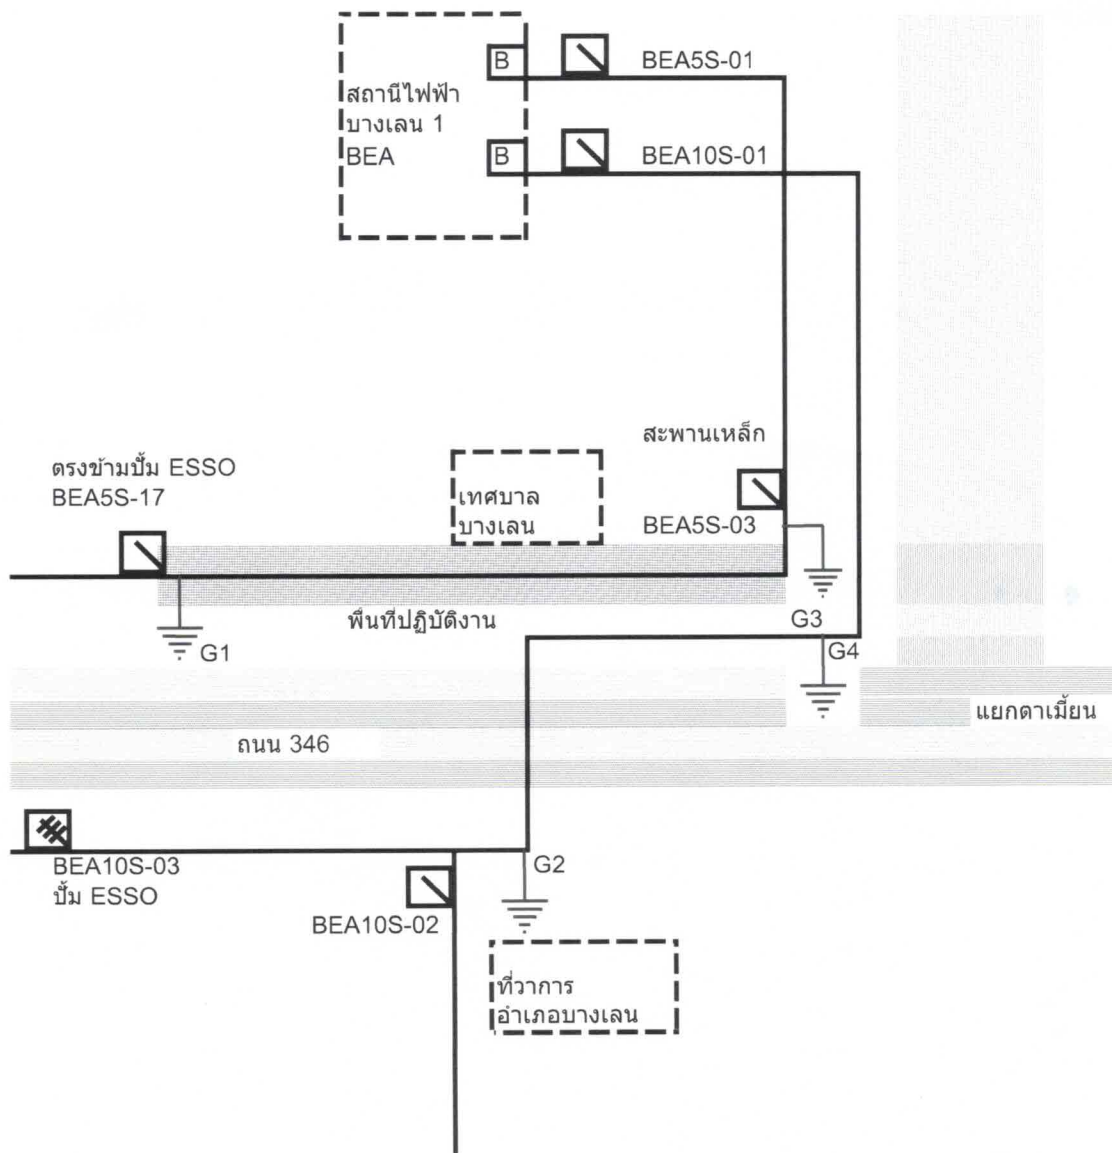 B
BEA5S-01
สถานีไฟฟ้า
บางเลน 1
BEA
B
BEA10S-01
สะพานเหล็ก
ตรงข้ามปั้ม ESSO
BEA5S-17
เทศบาล
บางเลน
BEA5S-03
พื่นที่ปฏิบัติงาน
G3
G1
G4
แยกดาเมี้ยน
ถนน 346
BEA10S-03
ปั้ม ESSO
G2
BEA10S-02
ที่วาการ
อำเภอบางเลน